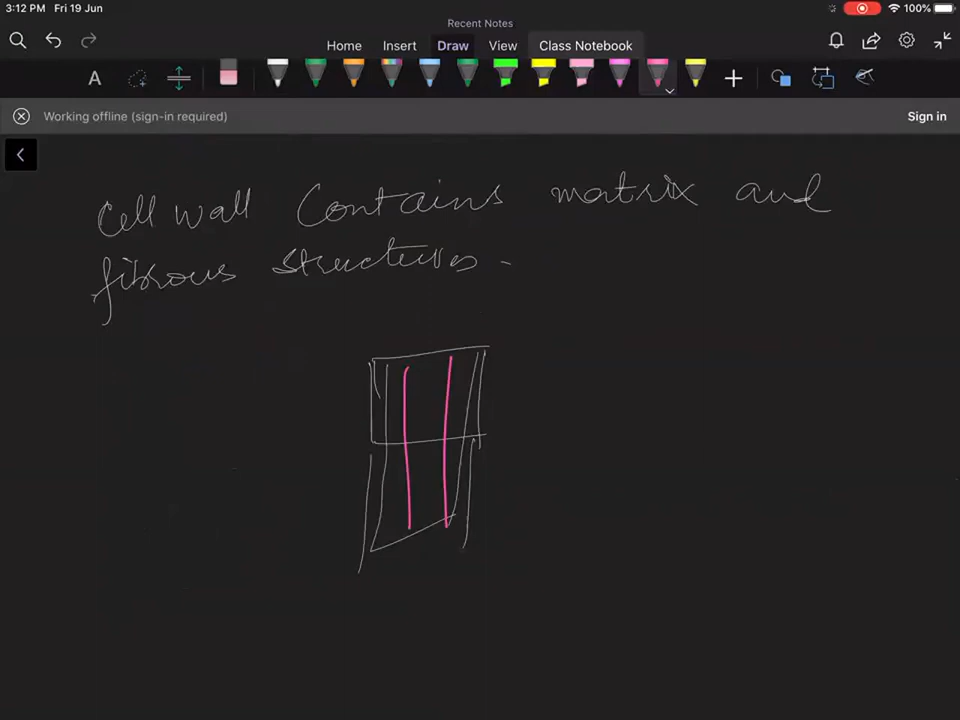 3:12 PM Fri 19 Jun
100%
Recent Notes
Home Insert Draw View Class Notebook
A
Working offline (sign-in required)
Sign in
Cell wall Contains matrix and
fibrous structures -